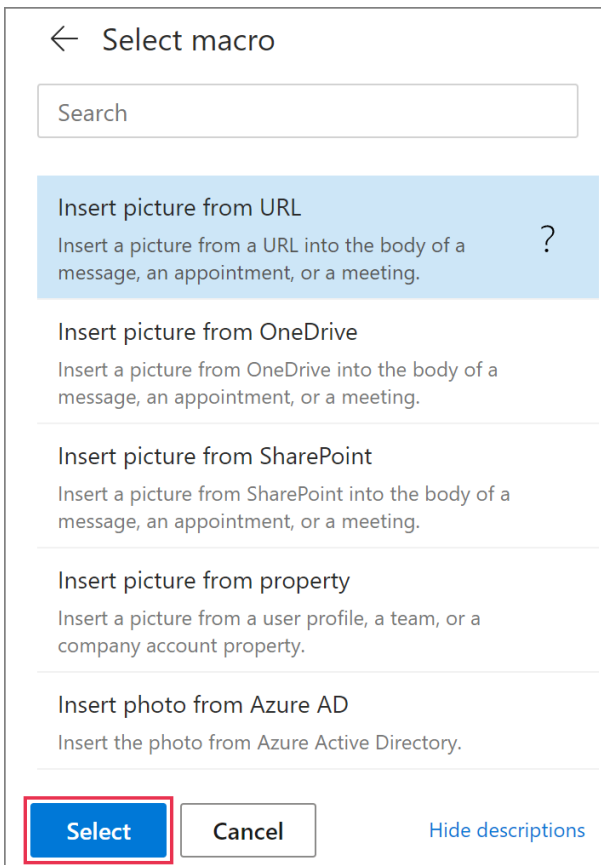 Select macro
Search
Insert picture from URL
Insert a picture from a URL into the body of a
message, an appointment, or a meeting.
?
Insert picture from OneDrive
Insert a picture from OneDrive into the body of a
message, an appointment, or a meeting.
Insert picture from SharePoint
Insert a picture from SharePoint into the body of a
message, an appointment, or a meeting.
Insert picture from property
Insert a picture from a user profile, a team, or a
company account property.
Insert photo from Azure AD
Insert the photo from Azure Active Directory.
Select Cancel Hide descriptions